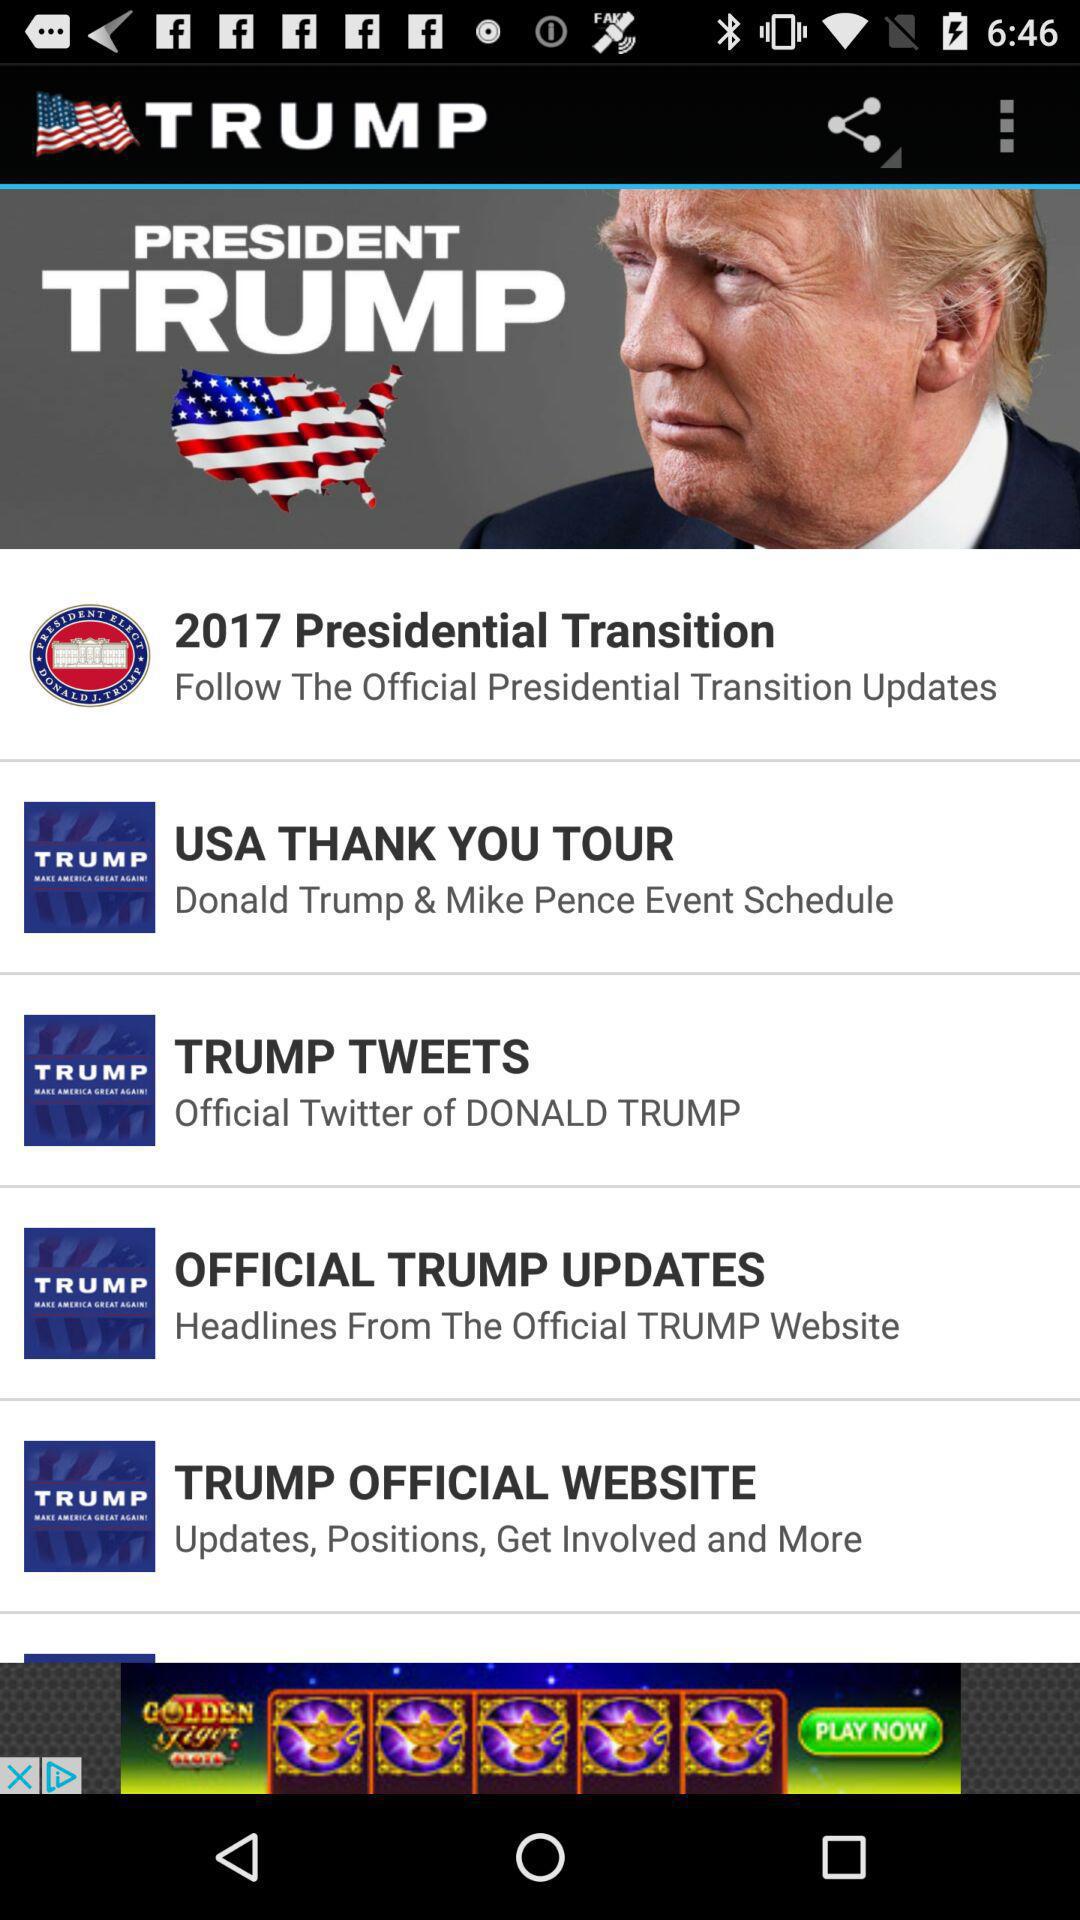 FAK
6:46
TRUMP
PRESIDENT
TRUMP
PRESIDENT ELECT
DONALD J. TRUMP
2017 Presidential Transition
Follow The Official Presidential Transition Updates
TRUMP
MAKE AMERICA GREAT AGAIN!
USA THANK YOU TOUR
Donald Trump & Mike Pence Event Schedule
TRUMP
MAKE AMERICA GREAT AGAIN!
TRUMP TWEETS
Official Twitter of DONALD TRUMP
TRUMP
MAKE AMERICA GREAT AGAIN!
OFFICIAL TRUMP UPDATES
Headlines From The Official TRUMP Website
TRUMP
MAKE AMERICA GREAT AGAIN!
TRUMP OFFICIAL WEBSITE
Updates, Positions, Get Involved and More
GOLDEN
Tiger
SLOTS
PLAY NOW